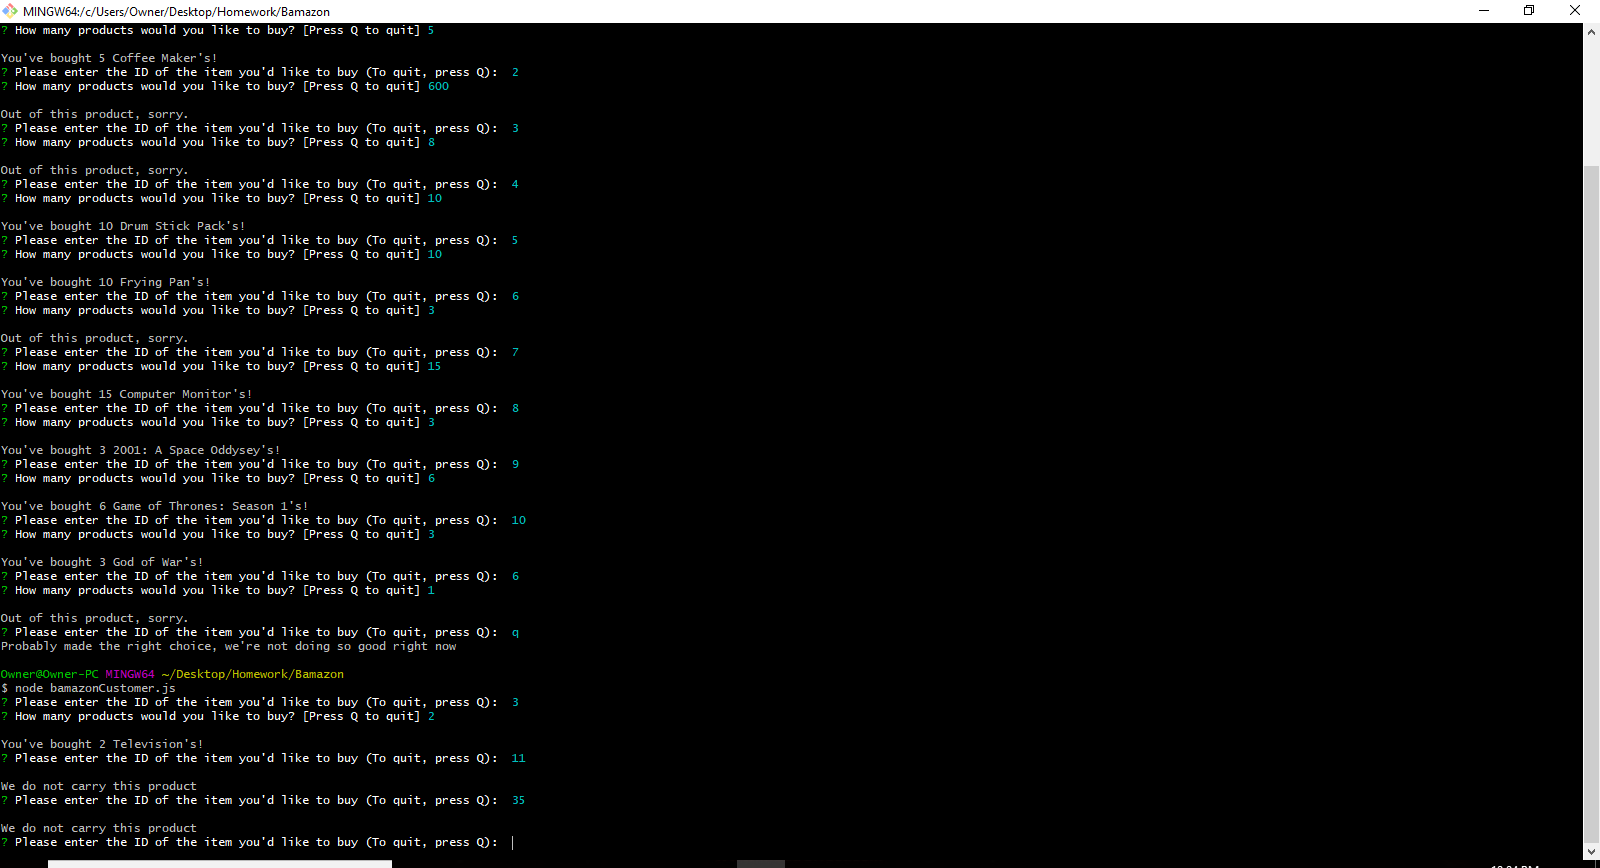 MINGW64:/c/Users/Owner/Desktop/Homework/Bamazon
? How many products would you like to buy? [Press Q to quit] 5
You've bought 5 Coffee Maker's!
? Please enter the ID of the item you'd like to buy (To quit, press Q):  2
? How many products would you like to buy? [Press Q to quit] 600
Out of this product, sorry.
? Please enter the ID of the item you'd like to buy (To quit, press Q):  3
? How many products would you like to buy? [Press Q to quit] 8
Out of this product, sorry.
? Please enter the ID of the item you'd like to buy (To quit, press Q):  4
? How many products would you like to buy? [Press Q to quit] 10
You've bought 10 Drum Stick Pack's!
? Please enter the ID of the item you'd like to buy (To quit, press Q):  5
? How many products would you like to buy? [Press Q to quit] 10
You've bought 10 Frying Pan's!
? Please enter the ID of the item you'd like to buy (To quit, press Q):  6
? How many products would you like to buy? [Press Q to quit] 3
Out of this product, sorry.
? Please enter the ID of the item you'd like to buy (To quit, press Q):  7
? How many products would you like to buy? [Press Q to quit] 15
You've bought 15 Computer Monitor's!
? Please enter the ID of the item you'd like to buy (To quit, press Q):  8
? How many products would you like to buy? [Press Q to quit] 3
You've bought 3 2001: A Space Oddysey's!
? Please enter the ID of the item you'd like to buy (To quit, press Q):  9
? How many products would you like to buy? [Press Q to quit] 6
You've bought 6 Game of Thrones: Season 1's!
? Please enter the ID of the item you'd like to buy (To quit, press Q):  10
? How many products would you like to buy? [Press Q to quit] 3
You've bought 3 God of War's!
? Please enter the ID of the item you'd like to buy (To quit, press Q):  6
? How many products would you like to buy? [Press Q to quit] 1
Out of this product, sorry.
? Please enter the ID of the item you'd like to buy (To quit, press Q):  q
Probably made the right choice, we're not doing so good right now
Owner@Owner-PC MINGW64 ~/Desktop/Homework/Bamazon
$ node bamazonCustomer.js
? Please enter the ID of the item you'd like to buy (To quit, press Q):  3
? How many products would you like to buy? [Press Q to quit] 2
You've bought 2 Television's!
? Please enter the ID of the item you'd like to buy (To quit, press Q):  11
We do not carry this product
? Please enter the ID of the item you'd like to buy (To quit, press Q):  35
We do not carry this product
? Please enter the ID of the item you'd like to buy (To quit, press Q):